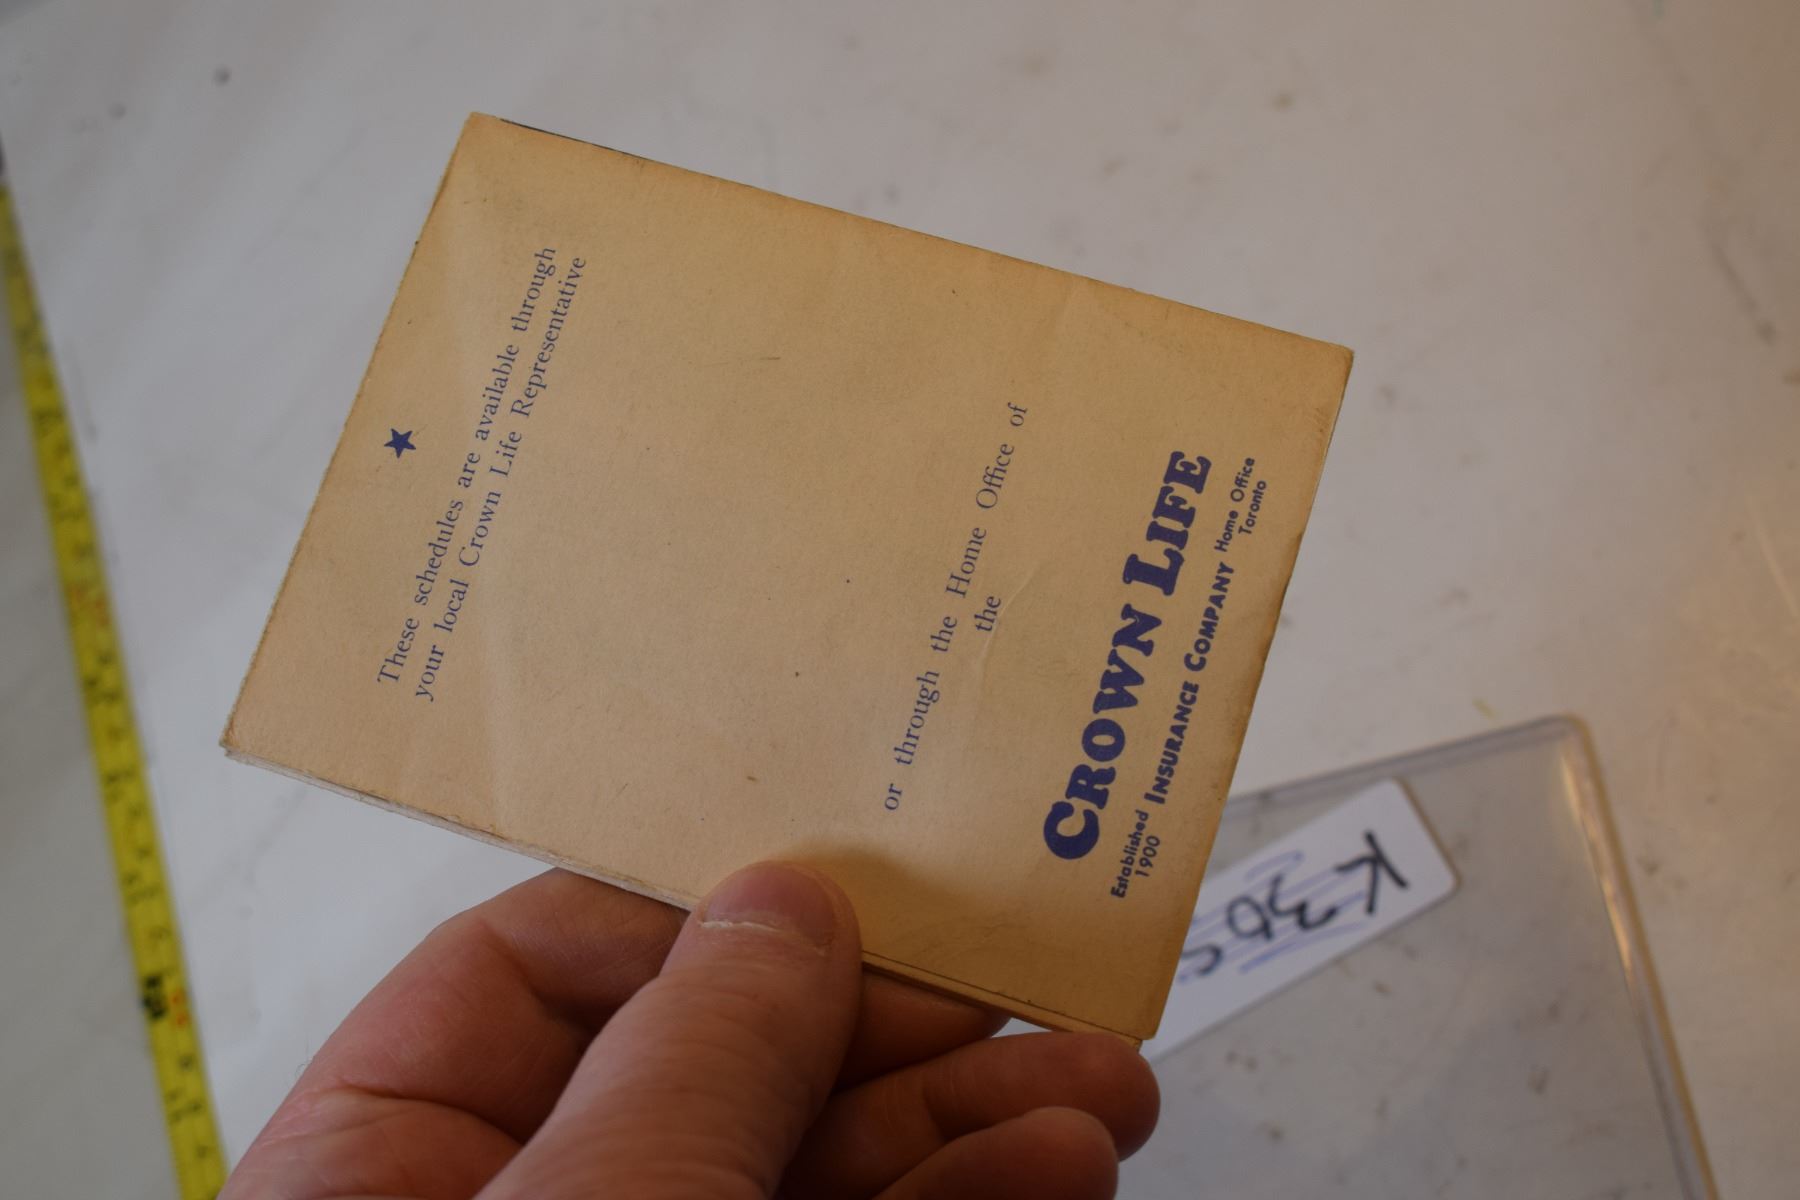 ★
These schedules are available through
your local Crown Life Representative
or through the Home Office of
the
CROWN LIFE
Established 1900 INSURANCE COMPANY Home Office Toronto
K305